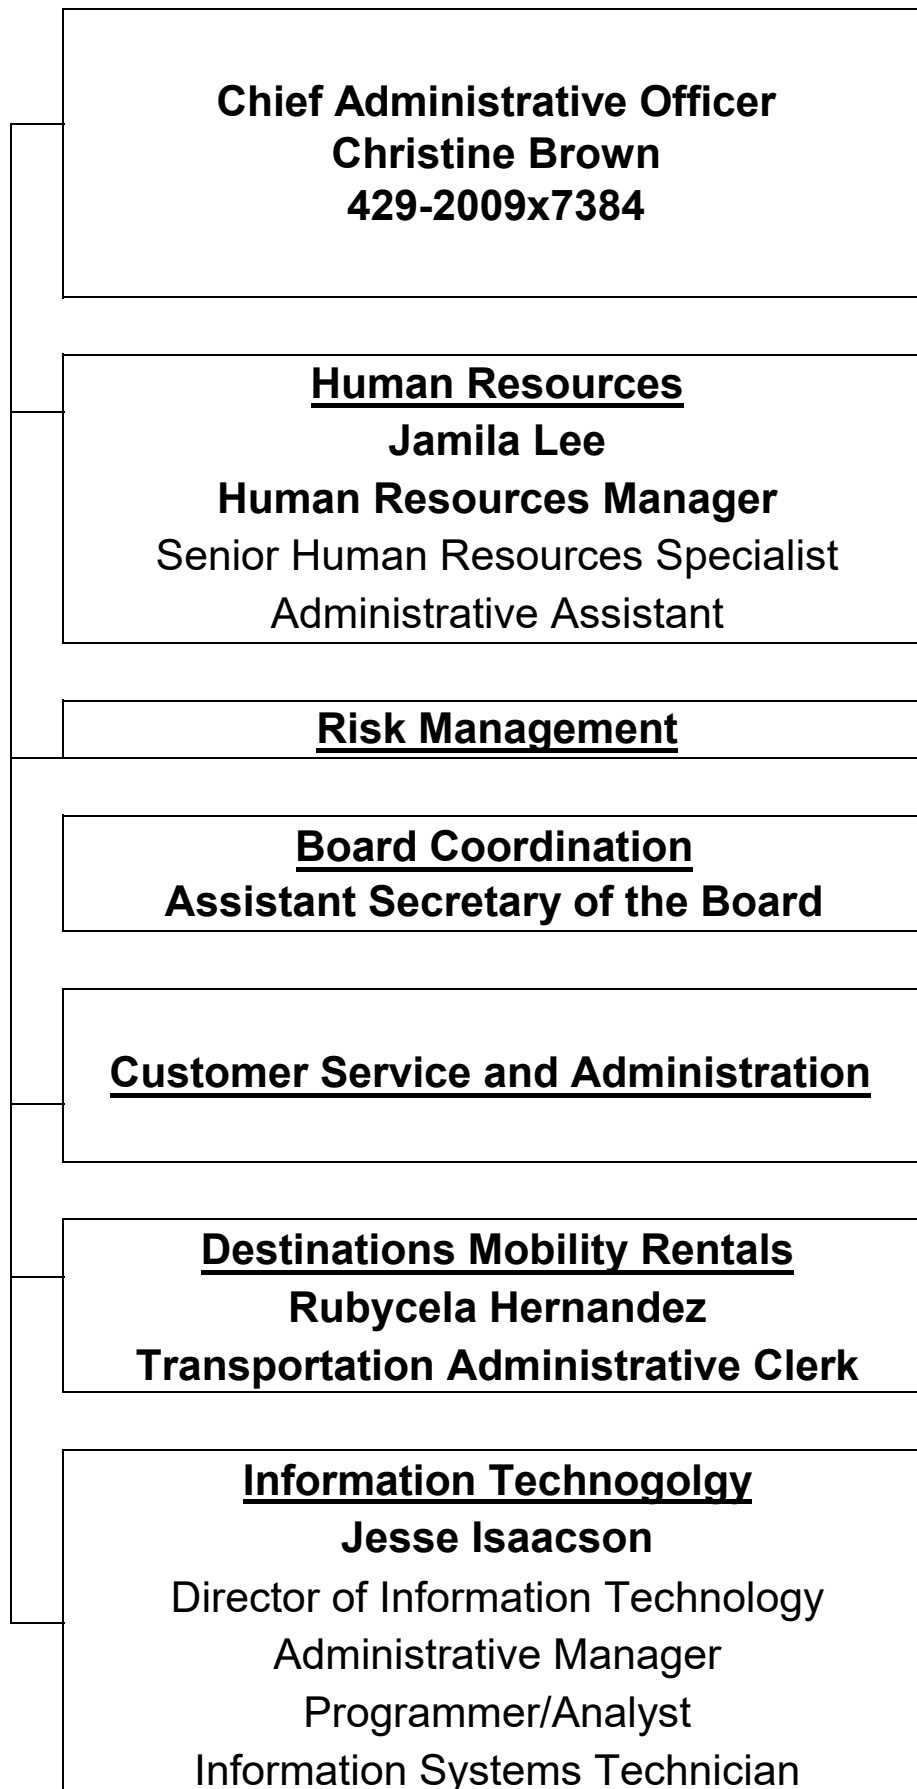 Chief Administrative Officer
Christine Brown
429-2009x7384
Human Resources
Jamila Lee
Human Resources Manager
Senior Human Resources Specialist
Administrative Assistant
Risk Management
Board Coordination
Assistant Secretary of the Board
Customer Service and Administration
Destinations Mobility Rentals
Rubycela Hernandez
Transportation Administrative Clerk
Information Technogolgy
Jesse Isaacson
Director of Information Technology
Administrative Manager
Programmer/Analyst
Information Systems Technician